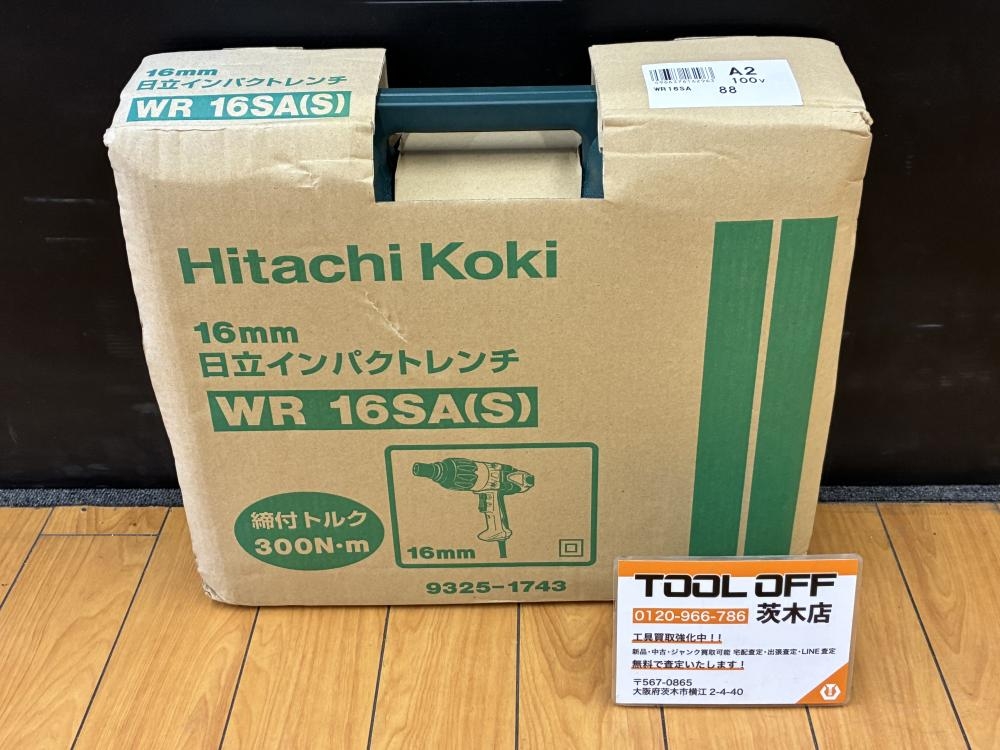 16mm
日立インパクトレンチ
WR 16SA(S)
A2
100V
WR16SA
88
Hitachi Koki
16mm
日立インパクトレンチ
WR 16SA(S)
締付トルク
300N·m
16mm
9325-1743
TOOL OFF
0120-966-786 茨木店
工具買取強化中!!
新品・中古・ジャンク買取可能 宅配査定・出張査定・LINE査定
無料で査定いたします!
〒567-0865
大阪府茨木市横江 2-4-40